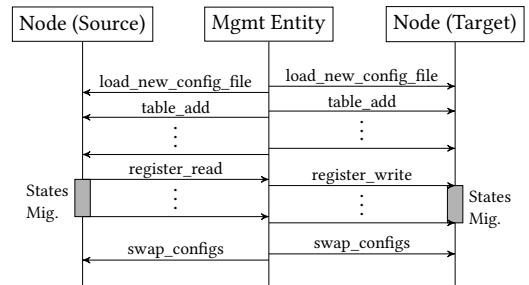 Node (Source) Mgmt Entity Node (Target)
load_new_config_file load_new_config_file
table_add table_add
register_read register_write
States
Mig.
States
Mig.
swap_configs swap_configs